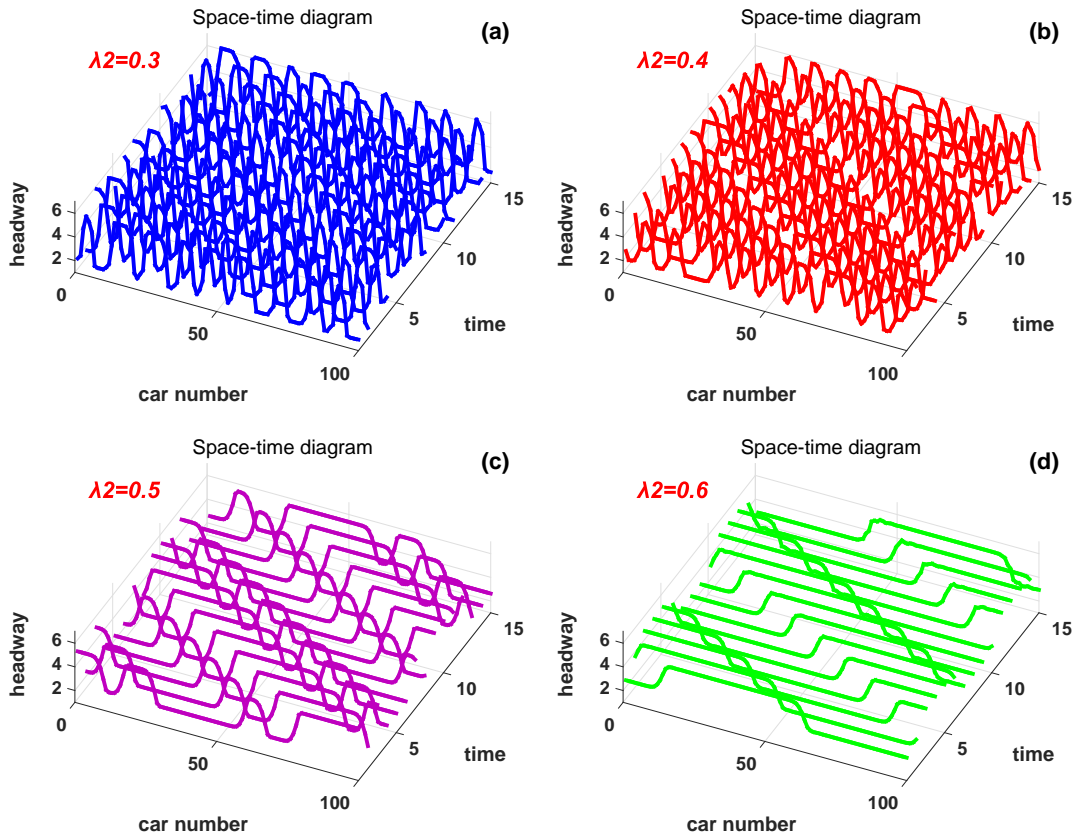 Space-time diagram
(a)
λ2=0.3
headway
6
4
2
0
50
100
car number
5
10
15
time
Space-time diagram
(b)
λ2=0.4
headway
6
4
2
0
50
100
car number
5
10
15
time
Space-time diagram
(c)
λ2=0.5
headway
6
4
2
0
50
100
car number
5
10
15
time
Space-time diagram
(d)
λ2=0.6
headway
6
4
2
0
50
100
car number
5
10
15
time